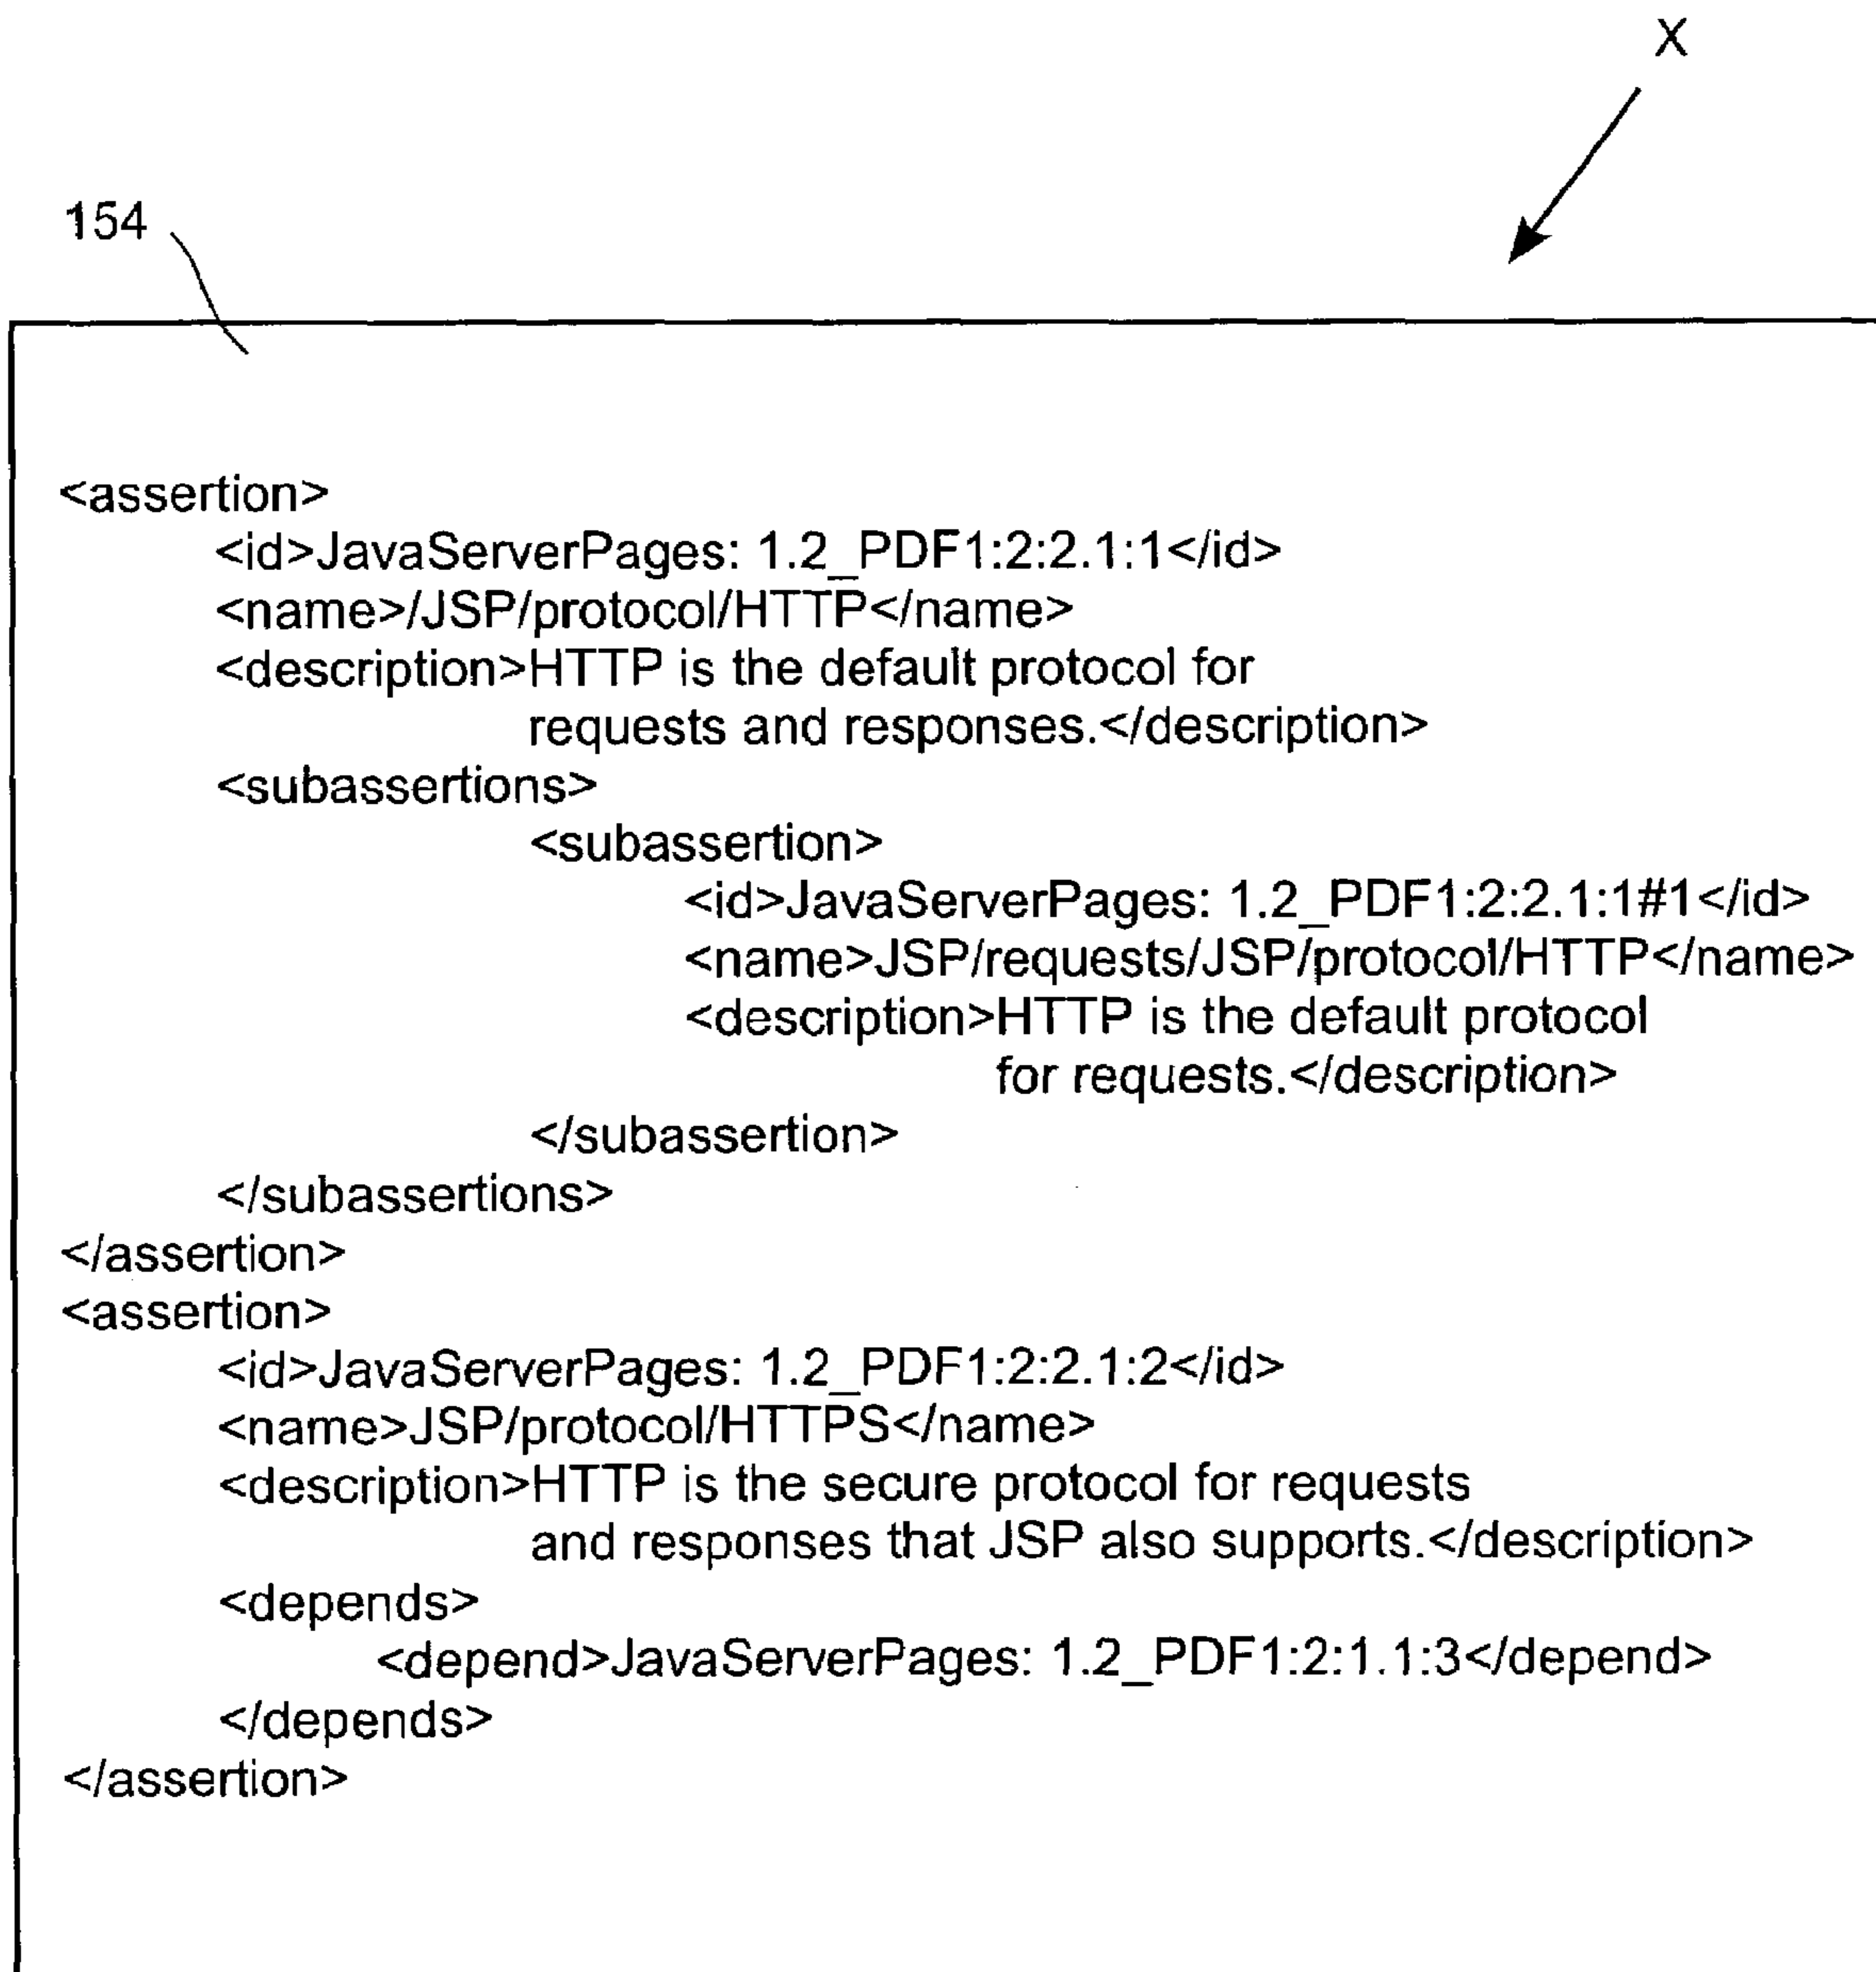 X
154
<assertion>
<id>JavaServerPages: 1.2_PDF1:2:2.1:1</id>
<name>/JSP/protocol/HTTP</name>
<description>HTTP is the default protocol for
requests and responses.</description>
<subassertions>
<subassertion>
<id>JavaServerPages: 1.2_PDF1:2:2.1:1#1</id>
<name>JSP/requests/JSP/protocol/HTTP</name>
<description>HTTP is the default protocol
for requests.</description>
</subassertion>
</subassertions>
</assertion>
<assertion>
<id>JavaServerPages: 1.2_PDF1:2:2.1:2</id>
<name>JSP/protocol/HTTPS</name>
<description>HTTP is the secure protocol for requests
and responses that JSP also supports.</description>
<depends>
<depend>JavaServerPages: 1.2_PDF1:2:1.1:3</depend>
</depends>
</assertion>